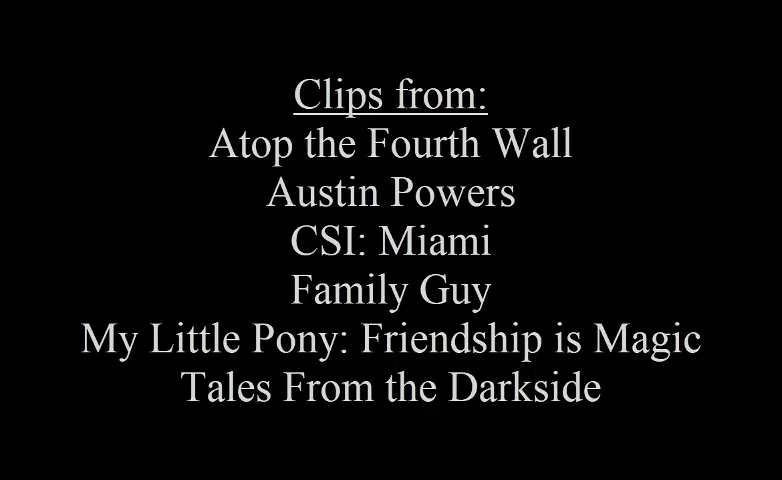 Clips from:
Atop the Fourth Wall
Austin Powers
CSI: Miami
Family Guy
My Little Pony: Friendship is Magic
Tales From the Darkside